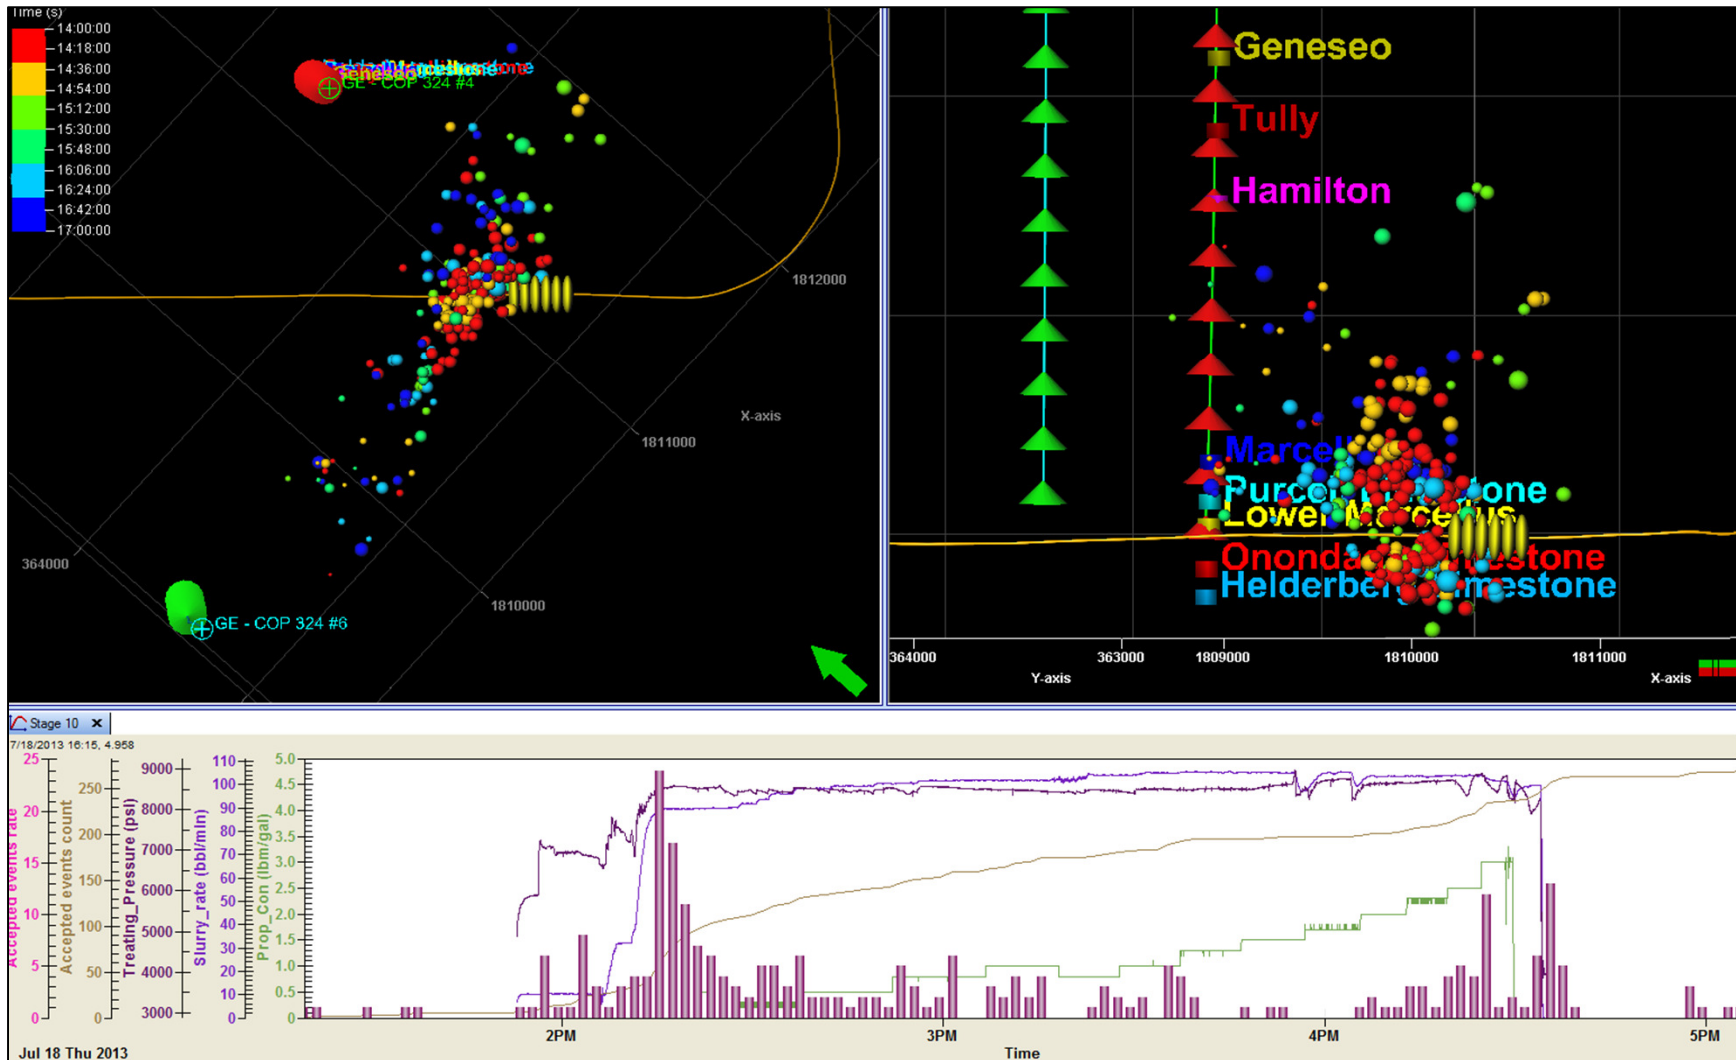 Time (s)
14:00:00
14:18:00
14:36:00
14:54:00
15:12:00
15:30:00
15:48:00
16:06:00
16:24:00
16:42:00
17:00:00
Geneseo
GE - COP 324 #4
1812000
X-axis
1811000
1810000
364000
GE - COP 324 #6
Geneseo
Tully
Hamilton
Marcell
Purcell
one
Lower Marcellus
Ononda
mestone
Helderberg Limestone
364000
363000
1809000
1810000
1811000
Y-axis
X-axis
Stage 10
7/18/2013 16:15, 4.958
Accepted events rate
25
20
15
10
5
0
Accepted events count
250
200
150
100
50
0
Treating_Pressure (psi)
9000
8000
7000
6000
5000
4000
3000
Slurry_rate (bbl/min)
110
100
90
80
70
60
50
40
30
20
10
0
Prop_Con (lbm/gal)
5.0
4.5
4.0
3.5
3.0
2.5
2.0
1.5
1.0
0.5
0
2PM
3PM
4PM
5PM
Jul 18 Thu 2013
Time